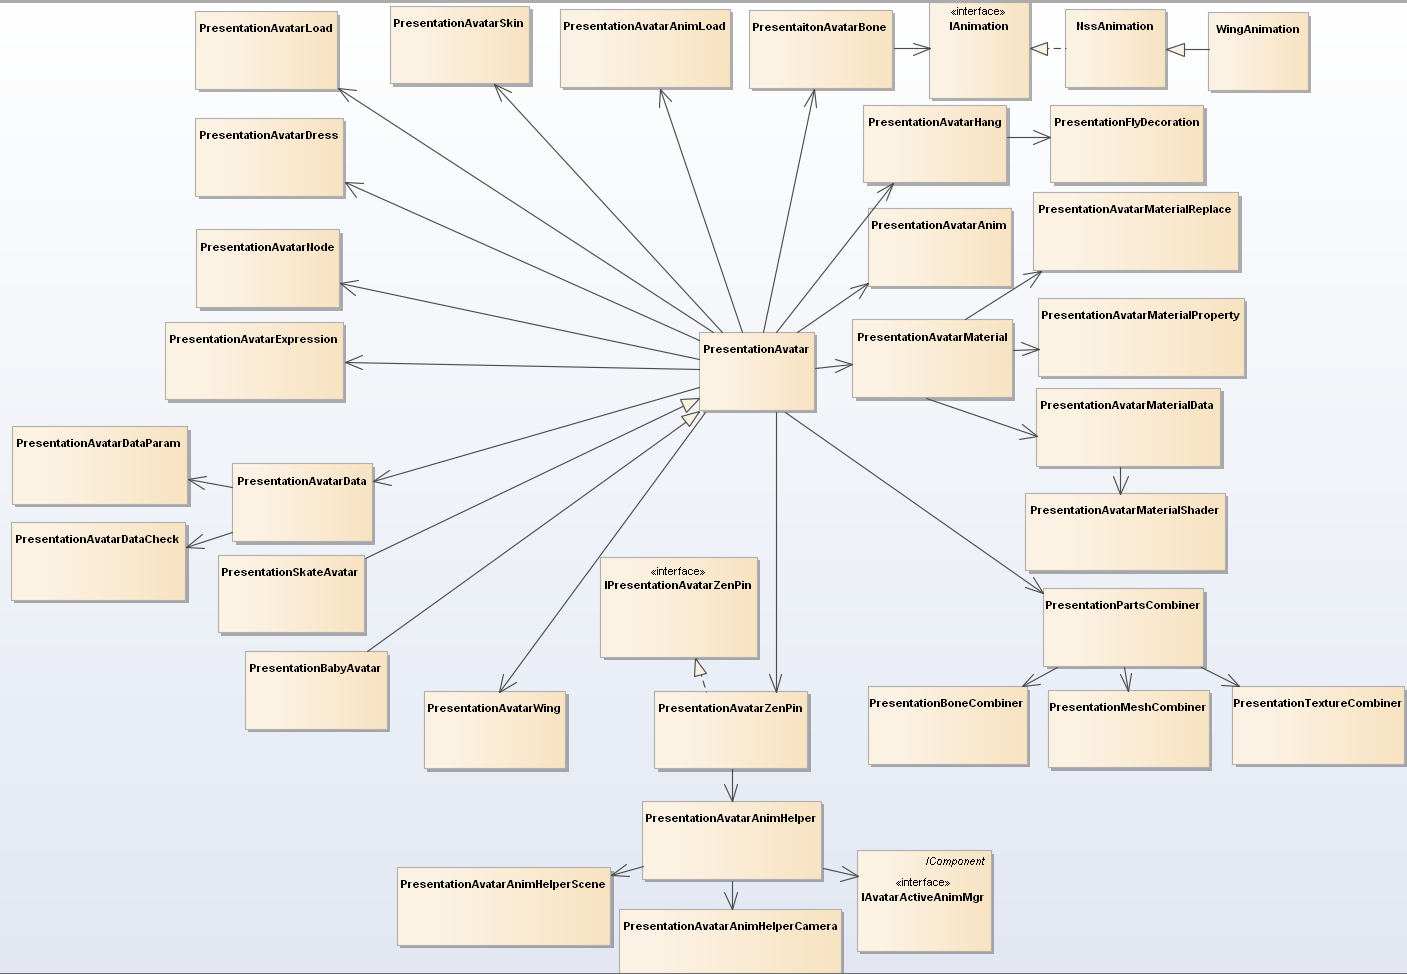 PresentationAvatarLoad
PresentationAvatarSkin
PresentationAvatarAnimLoad
PresentaitonAvatarBone
«interface»
IAnimation
NssAnimation
WingAnimation
PresentationAvatarDress
PresentationAvatarHang
PresentationFlyDecoration
PresentationAvatarNode
PresentationAvatarAnim
PresentationAvatarMaterialReplace
PresentationAvatarExpression
PresentationAvatar
PresentationAvatarMaterial
PresentationAvatarMaterialProperty
PresentationAvatarMaterialData
PresentationAvatarDataParam
PresentationAvatarData
PresentationAvatarDataCheck
PresentationAvatarMaterialShader
PresentationSkateAvatar
«interface»
IPresentationAvatarZenPin
PresentationPartsCombiner
PresentationBabyAvatar
PresentationAvatarWing
PresentationAvatarZenPin
PresentationBoneCombiner
PresentationMeshCombiner
PresentationTextureCombiner
PresentationAvatarAnimHelper
PresentationAvatarAnimHelperScene
PresentationAvatarAnimHelperCamera
IComponent
«interface»
IAvatarActiveAnimMgr